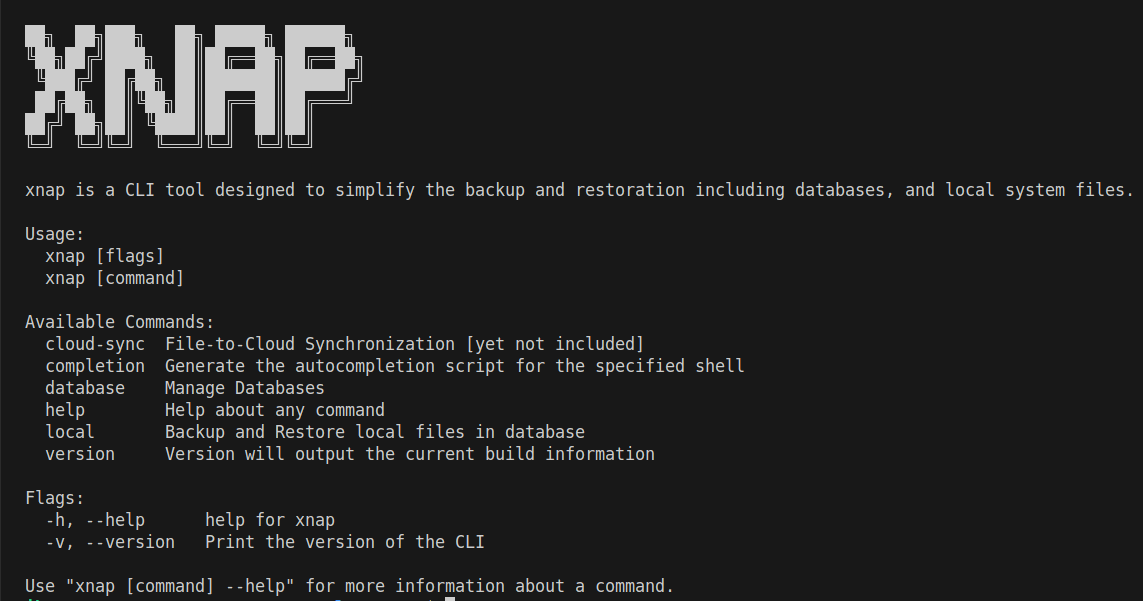 XNAP
xnap is a CLI tool designed to simplify the backup and restoration including databases, and local system files.
Usage:
xnap [flags]
xnap [command]
Available Commands:
cloud-sync File-to-Cloud Synchronization [yet not included]
completion Generate the autocompletion script for the specified shell
database Manage Databases
help Help about any command
local Backup and Restore local files in database
version Version will output the current build information
Flags:
-h, --help help for xnap
-v, --version Print the version of the CLI
Use "xnap [command] --help" for more information about a command.